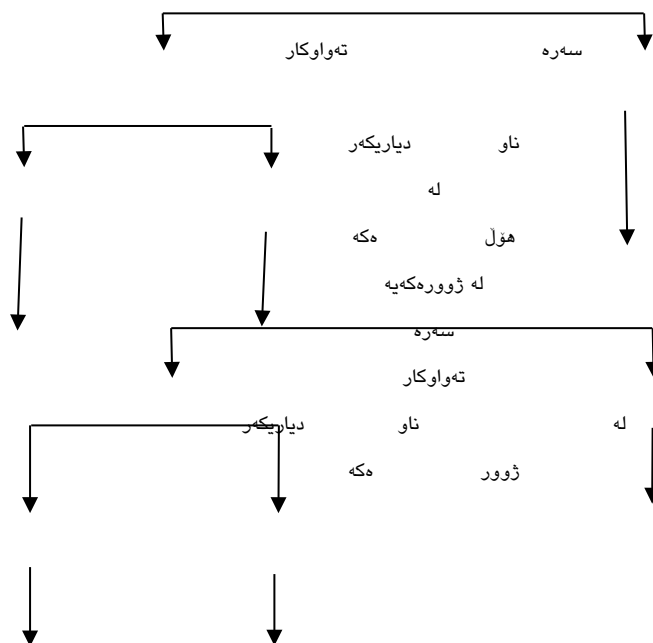 سەرە تەواوکار
ناو دیاریکەر
لە
هۆڵ ەکە
لە ژوورەکەیە
سەرە
تەواوکار
لە ناو دیاریکەر
ژوور ەکە